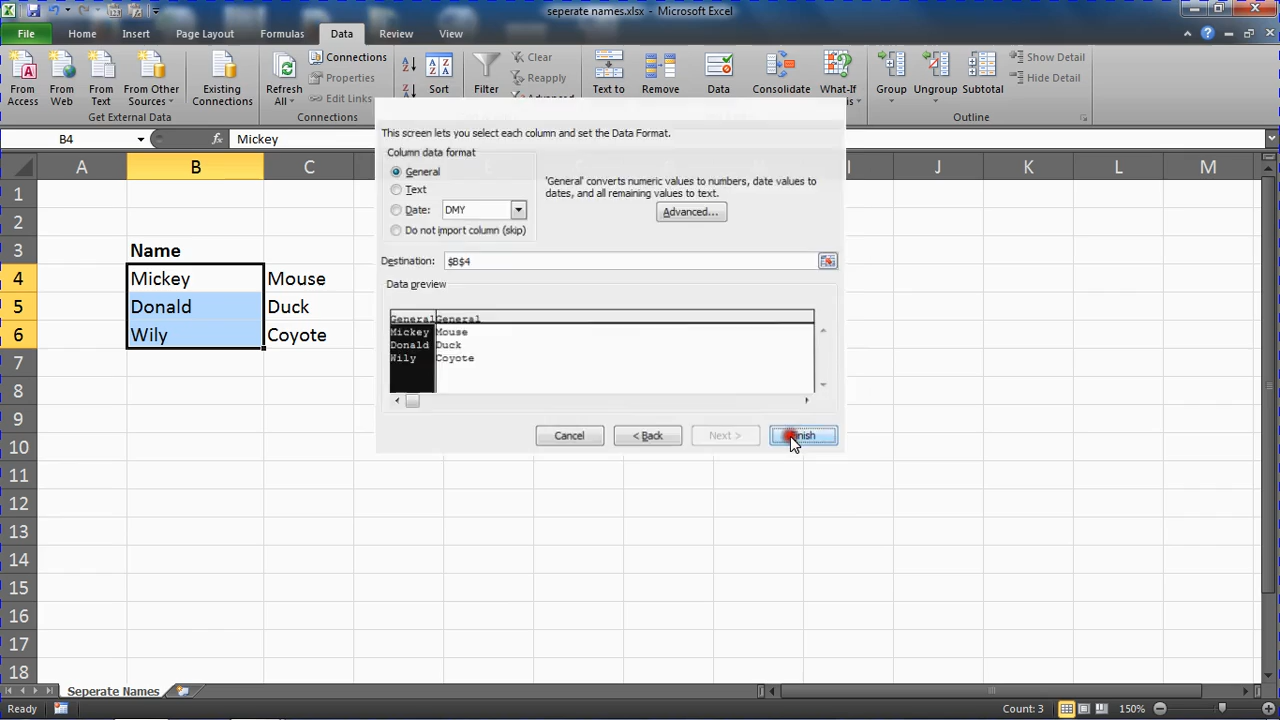 seperate names.xlsx - Microsoft Excel
File Home Insert Page Layout Formulas Data Review View
From Access
From Web
From Text
From Other Sources
Existing Connections
Get External Data
Refresh All
Connections
Properties
Edit Links
Connections
Sort
Filter
Clear
Reapply
Advanced
Text to
Remove
Data
Consolidate
What-If
Group
Ungroup
Subtotal
Show Detail
Hide Detail
Outline
B4 fx Mickey
A B C I J K L M
1
2
3 Name
4 Mickey Mouse
5 Donald Duck
6 Wily Coyote
7
8
9
10
11
12
13
14
15
16
17
18
This screen lets you select each column and set the Data Format.
Column data format
General
Text
Date: DMY
Do not import column (skip)
'General' converts numeric values to numbers, date values to
dates, and all remaining values to text.
Advanced...
Destination: $B$4
Data preview
General General
Mickey Mouse
Donald Duck
Wily Coyote
Cancel < Back Next > Finish
Seperate Names
Ready Count: 3 150%